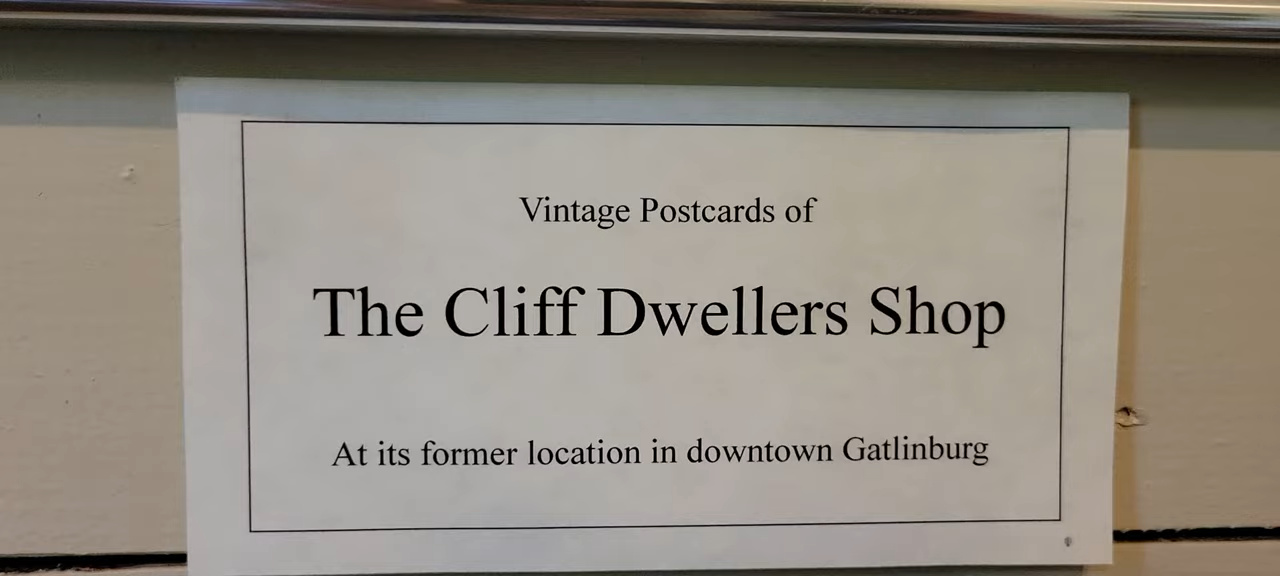 Vintage Postcards of
The Cliff Dwellers Shop
At its former location in downtown Gatlinburg